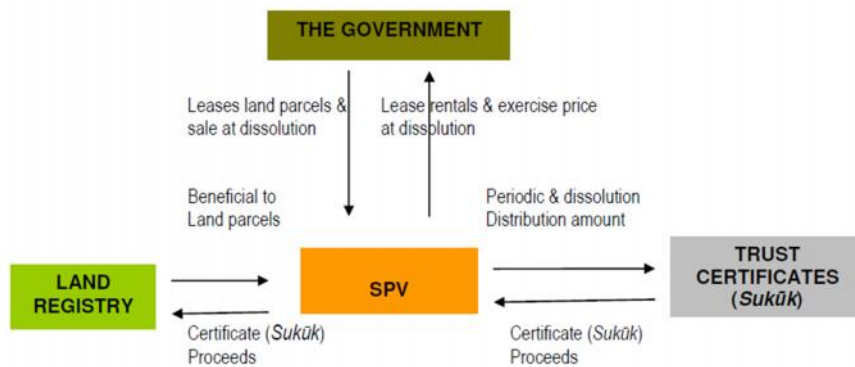 THE GOVERNMENT
Leases land parcels &
sale at dissolution
Lease rentals & exercise price
at dissolution
Beneficial to
Land parcels
Periodic & dissolution
Distribution amount
LAND
REGISTRY
SPV
TRUST
CERTIFICATES
(Sukūk)
Certificate (Sukūk)
Proceeds
Certificate (Sukūk)
Proceeds